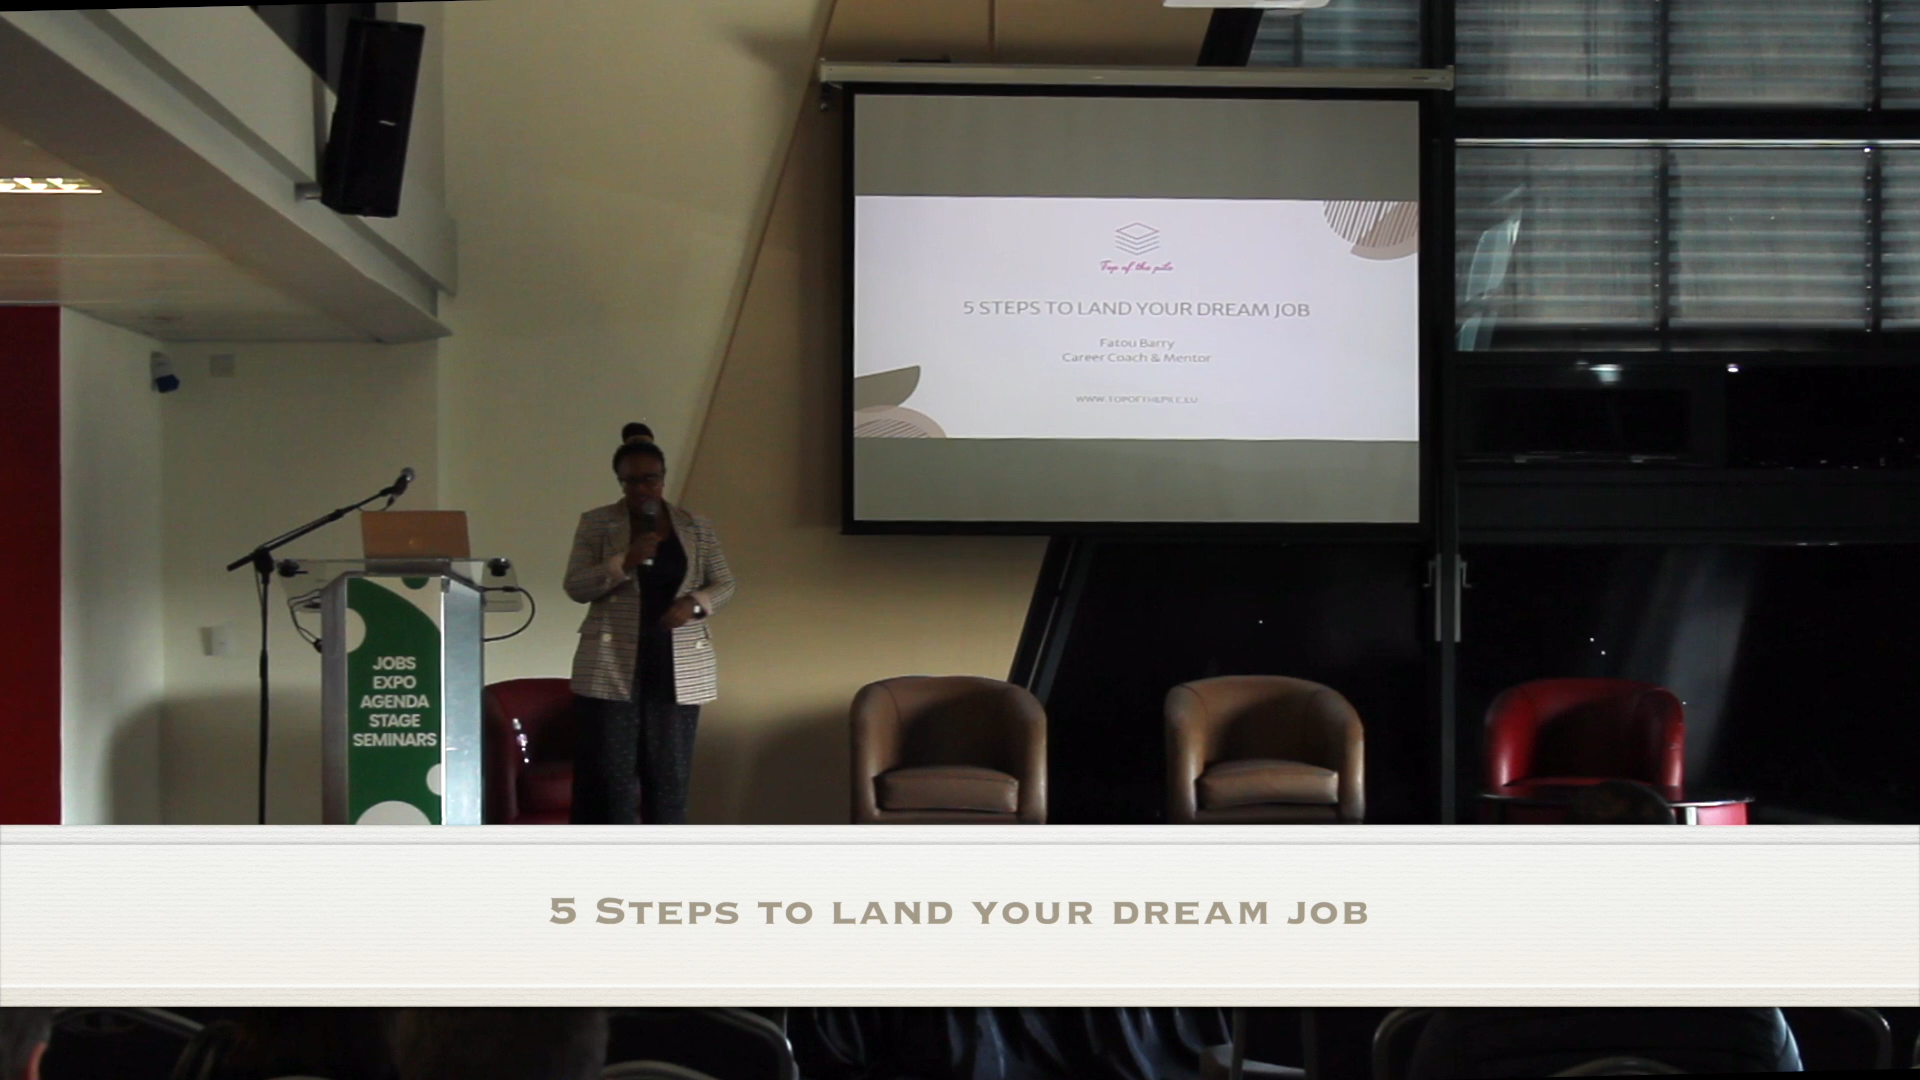 Top of the pile
5 STEPS TO LAND YOUR DREAM JOB
Fatou Barry
Career Coach & Mentor
WWW.TOPOFTHEPILE.EU
JOBS
EXPO
AGENDA
STAGE
SEMINARS
5 Steps to land your dream job